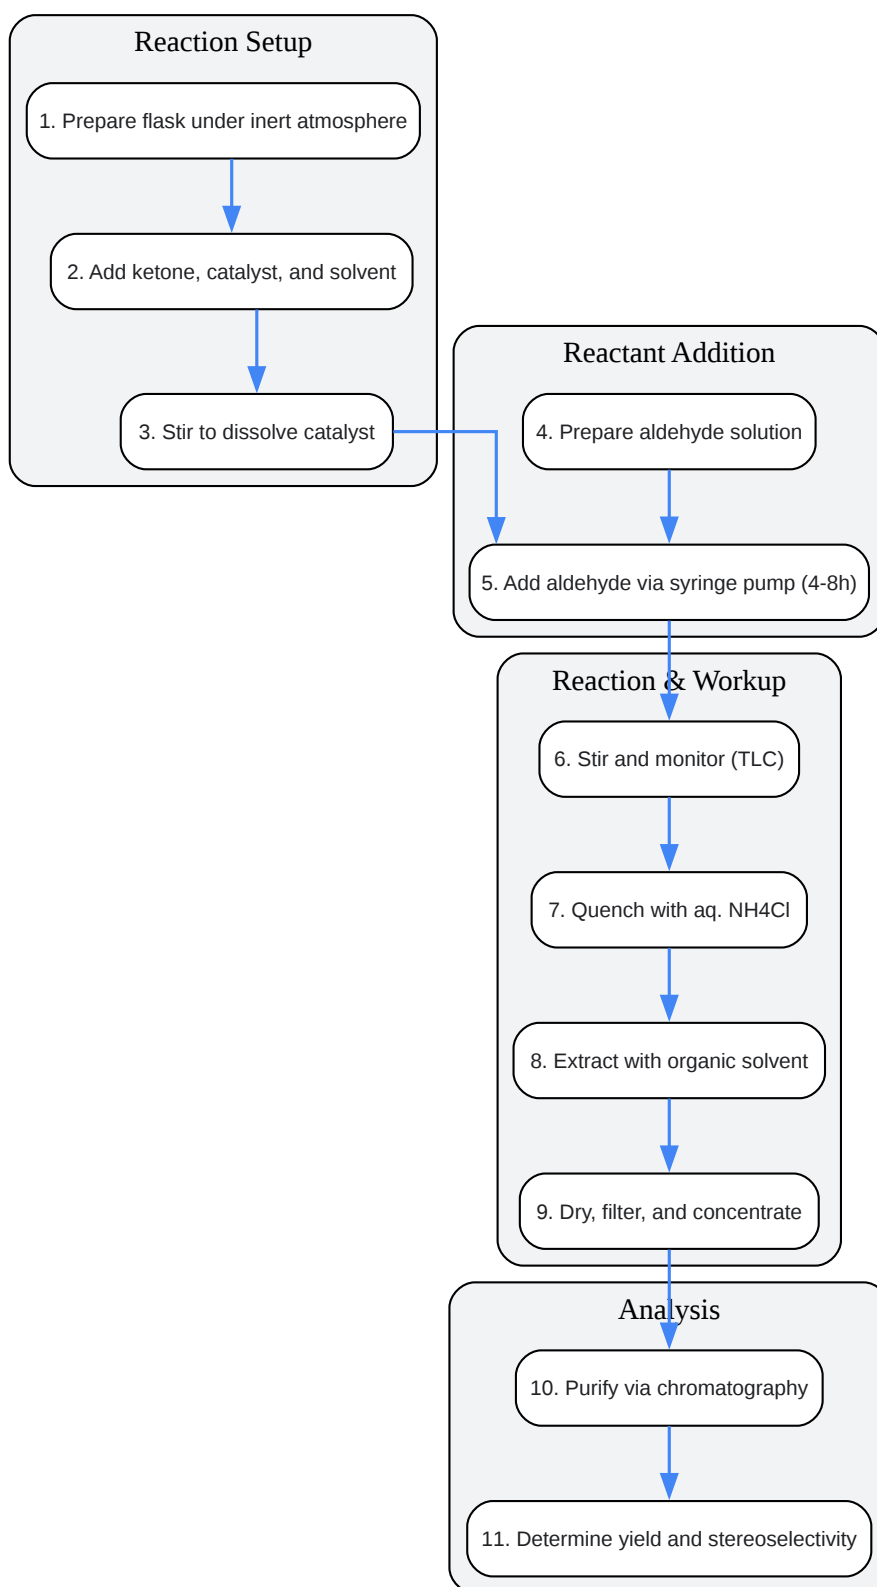 Reaction Setup
1. Prepare flask under inert atmosphere
2. Add ketone, catalyst, and solvent
3. Stir to dissolve catalyst
Reactant Addition
4. Prepare aldehyde solution
5. Add aldehyde via syringe pump (4-8h)
Reaction & Workup
6. Stir and monitor (TLC)
7. Quench with aq. NH4Cl
8. Extract with organic solvent
9. Dry, filter, and concentrate
Analysis
10. Purify via chromatography
11. Determine yield and stereoselectivity